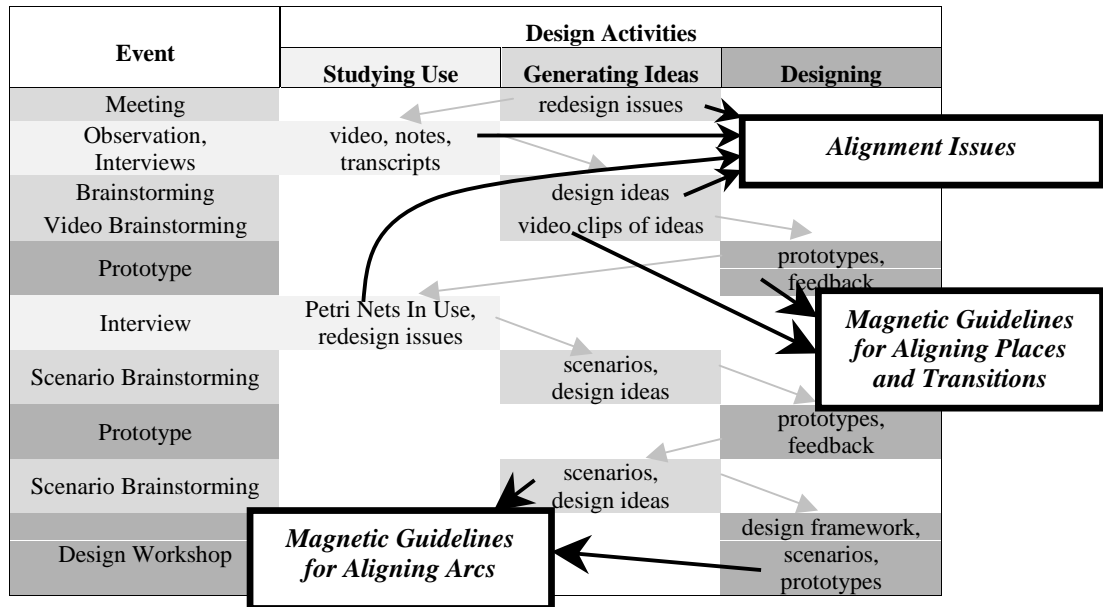 Event
Design Activities
Studying Use
Generating Ideas
Designing
Meeting
redesign issues
Observation,
Interviews
video, notes,
transcripts
Alignment Issues
Brainstorming
design ideas
Video Brainstorming
video clips of ideas
Prototype
prototypes,
feedback
Interview
Petri Nets In Use,
redesign issues
Magnetic Guidelines
for Aligning Places
and Transitions
Scenario Brainstorming
scenarios,
design ideas
Prototype
prototypes,
feedback
Scenario Brainstorming
scenarios,
design ideas
Design Workshop
Magnetic Guidelines
for Aligning Arcs
design framework,
scenarios,
prototypes